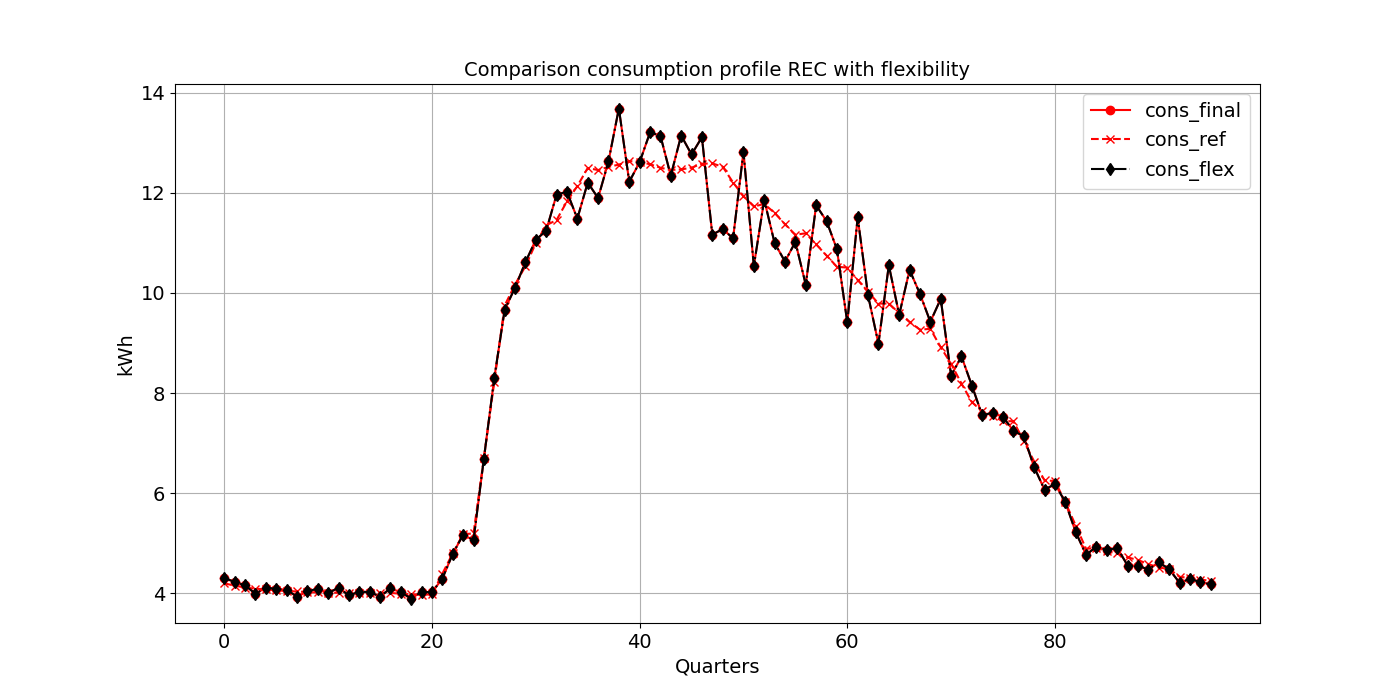 Comparison consumption profile REC with flexibility
14
12
10
8
6
4
kWh
0
20
40
60
80
Quarters
cons_final
cons_ref
cons_flex